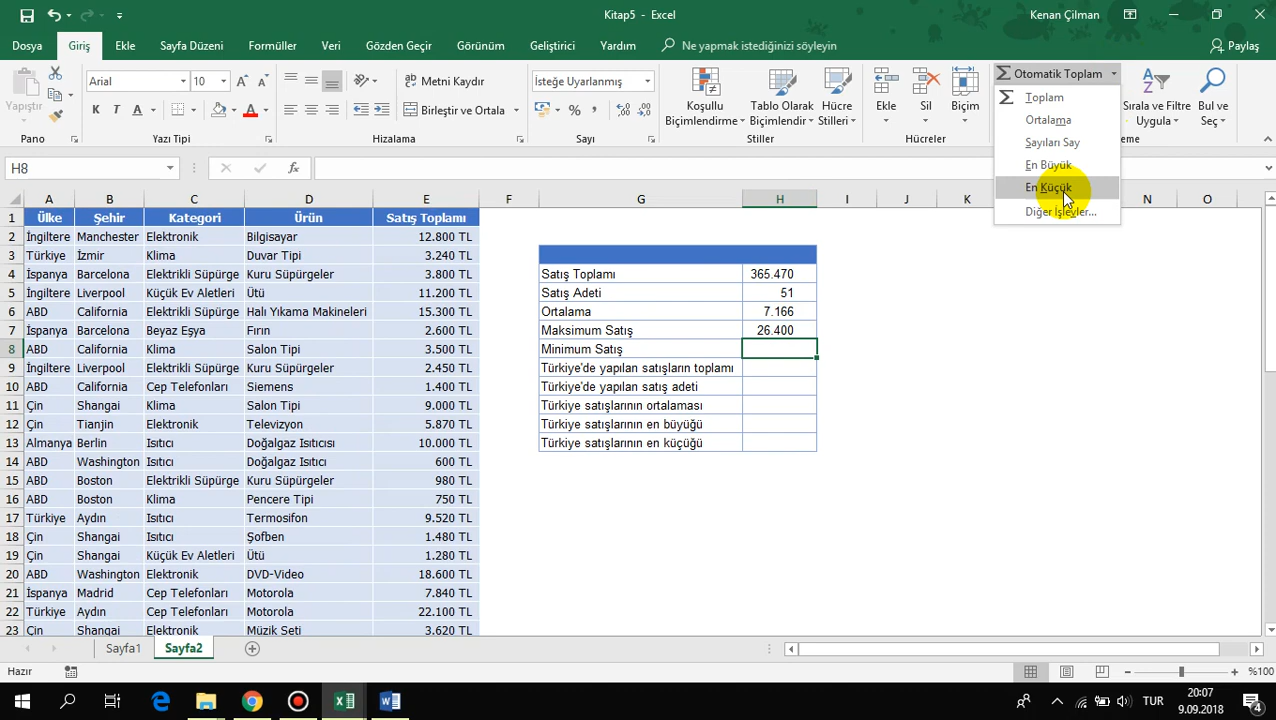 Kitap5 - Excel
Kenan Çilman
Dosya Giriş Ekle Sayfa Düzeni Formüller Veri Gözden Geçir Görünüm Geliştirici Yardım Ne yapmak istediğinizi söyleyin Paylaş
Yapıştır
Pano
Arial 10
K T A
Yazı Tipi
Metni Kaydır
Birleştir ve Ortala
Hizalama
İsteğe Uyarlanmış
%
Sayı
Koşullu Biçimlendirme
Tablo Olarak Biçimlendir
Hücre Stilleri
Stiller
Ekle Sil Biçim
Hücreler
Otomatik Toplam
Toplam
Ortalama
Sayıları Say
En Büyük
En Küçük
Diğer İşlevler...
Sırala ve Filtre Uygula
Bul ve Seç
H8 fx
A B C D E F G H I J K N O
1 Ülke Şehir Kategori Ürün Satış Toplamı
2 İngiltere Manchester Elektronik Bilgisayar 12.800 TL
3 Türkiye İzmir Klima Duvar Tipi 3.240 TL
4 İspanya Barcelona Elektrikli Süpürge Kuru Süpürgeler 3.800 TL Satış Toplamı 365.470
5 İngiltere Liverpool Küçük Ev Aletleri Ütü 11.200 TL Satış Adeti 51
6 ABD California Elektrikli Süpürge Halı Yıkama Makineleri 15.300 TL Ortalama 7.166
7 İspanya Barcelona Beyaz Eşya Fırın 2.600 TL Maksimum Satış 26.400
8 ABD California Klima Salon Tipi 3.500 TL Minimum Satış
9 İngiltere Liverpool Elektrikli Süpürge Kuru Süpürgeler 2.450 TL Türkiye'de yapılan satışların toplamı
10 ABD California Cep Telefonları Siemens 1.400 TL Türkiye'de yapılan satış adeti
11 Çin Shangai Klima Salon Tipi 9.000 TL Türkiye satışlarının ortalaması
12 Çin Tianjin Elektronik Televizyon 5.870 TL Türkiye satışlarının en büyüğü
13 Almanya Berlin Isıtıcı Doğalgaz Isıtıcısı 10.000 TL Türkiye satışlarının en küçüğü
14 ABD Washington Isıtıcı Doğalgaz Isıtıcı 600 TL
15 ABD Boston Elektrikli Süpürge Kuru Süpürgeler 980 TL
16 ABD Boston Klima Pencere Tipi 750 TL
17 Türkiye Aydın Isıtıcı Termosifon 9.520 TL
18 Çin Shangai Isıtıcı Şofben 1.480 TL
19 Çin Shangai Küçük Ev Aletleri Ütü 1.280 TL
20 ABD Washington Elektronik DVD-Video 18.600 TL
21 İspanya Madrid Cep Telefonları Motorola 7.840 TL
22 Türkiye Aydın Cep Telefonları Motorola 22.100 TL
23 Çin Shangai Elektronik Müzik Seti 3.620 TL
Sayfa1 Sayfa2
Hazır
%100
TUR
20:07
9.09.2018
4